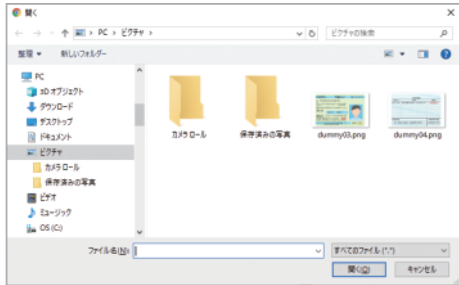 開く
PC › ピクチャ ›
ピクチャの検索
整理 新しいフォルダー
PC
3D オブジェクト
ダウンロード
デスクトップ
ドキュメント
ピクチャ
カメラロール
保存済みの写真
ビデオ
ミュージック
OS (C:)
カメラロール
保存済みの写真
dummy03.png
dummy04.png
ファイル名(N):
すべてのファイル (*.*)
開く(O)
キャンセル